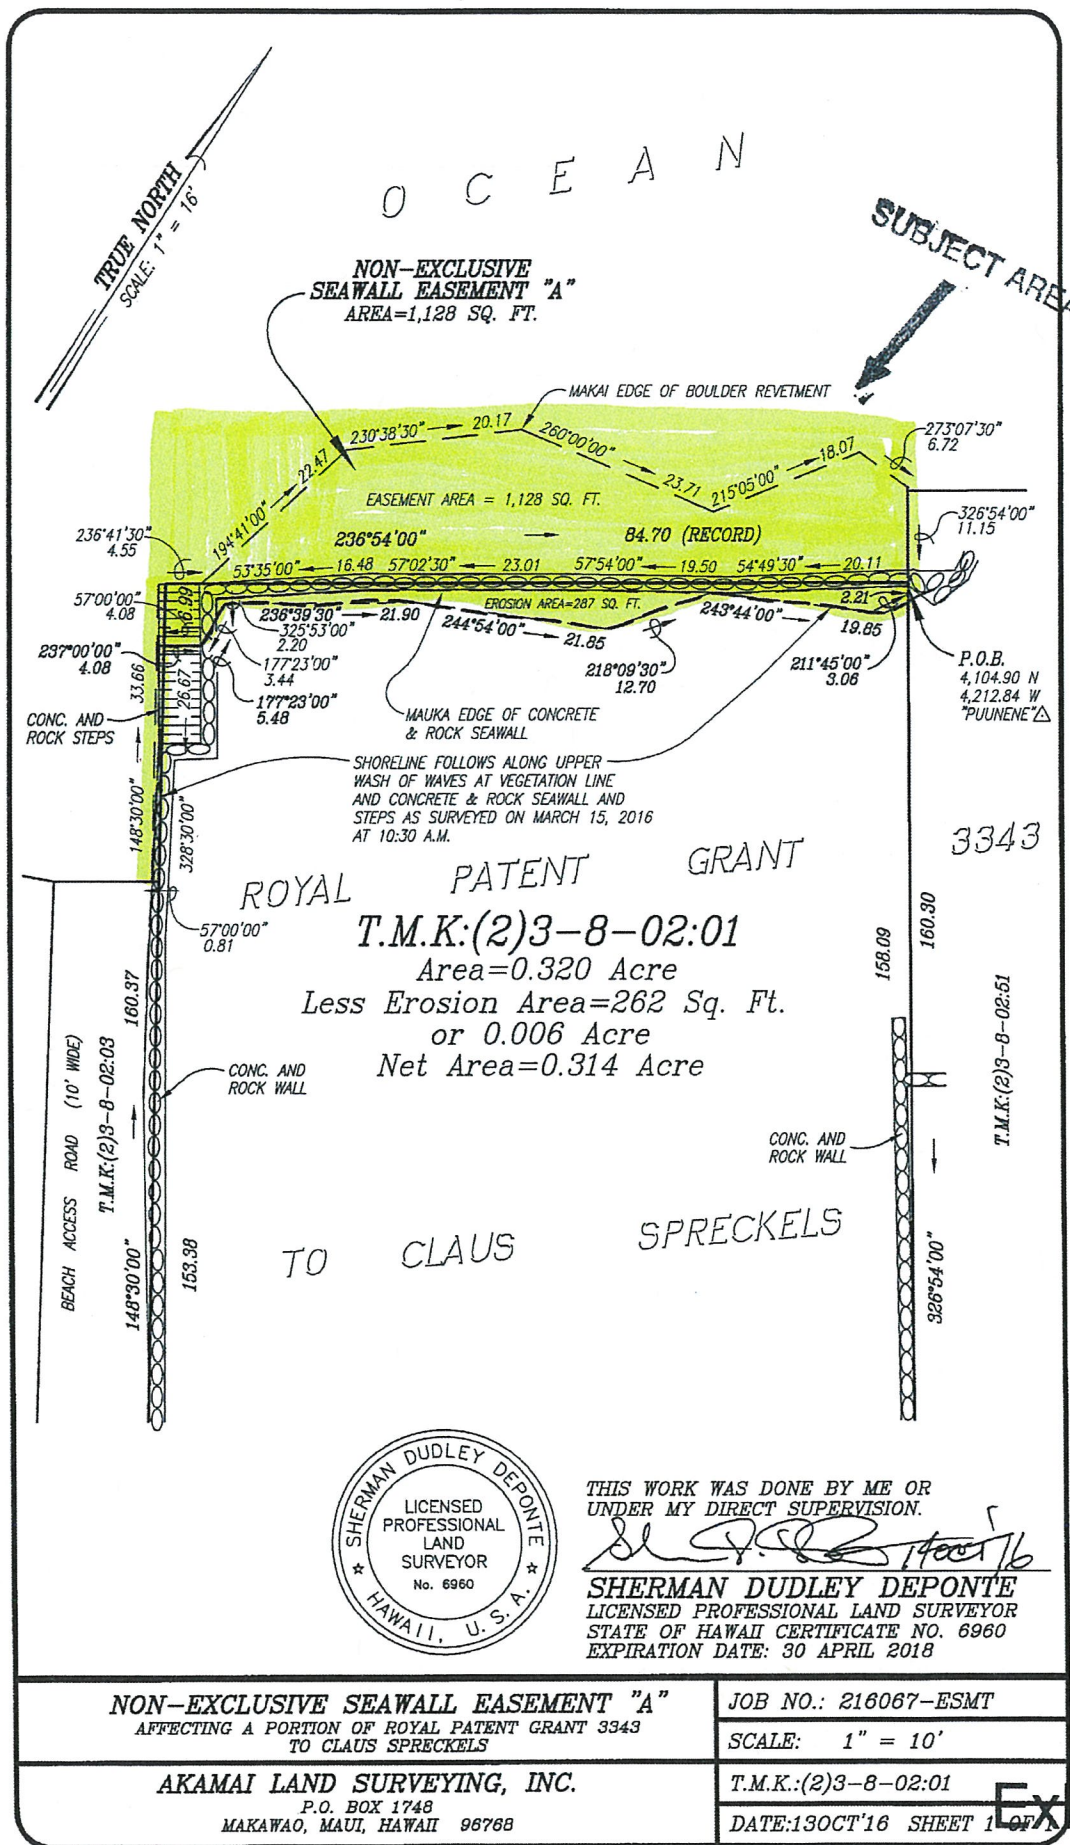 TRUE NORTH
SCALE: 1" = 16'
OCEAN
SUBJECT AREA
NON-EXCLUSIVE
SEAWALL EASEMENT "A"
AREA=1,128 SQ. FT.
MAKAI EDGE OF BOULDER REVETMENT
230°38'30" 20.17
260°00'00" 23.71
215°05'00" 18.07
273°07'30"
6.72
194°41'00" 22.47
EASEMENT AREA = 1,128 SQ. FT.
236°54'00" 84.70 (RECORD)
326°54'00"
11.15
236°41'30"
4.55
53°35'00" 16.48 57°02'30" 23.01 57°54'00" 19.50 54°49'30" 20.11
57°00'00"
4.08
6.99
2.21
EROSION AREA=287 SQ. FT.
236°39'30" 21.90
244°54'00" 21.85
243°44'00"
19.85
325°53'00"
2.20
237°00'00"
4.08
177°23'00"
3.44
177°23'00"
5.48
218°09'30"
12.70
211°45'00"
3.06
P.O.B.
4,104.90 N
4,212.84 W
"PUUNENE"
33.66
26.67
CONC. AND
ROCK STEPS
MAUKA EDGE OF CONCRETE
& ROCK SEAWALL
SHORELINE FOLLOWS ALONG UPPER
WASH OF WAVES AT VEGETATION LINE
AND CONCRETE & ROCK SEAWALL AND
STEPS AS SURVEYED ON MARCH 15, 2016
AT 10:30 A.M.
148°30'00"
328°30'00"
ROYAL PATENT GRANT 3343
57°00'00"
0.81
T.M.K:(2)3-8-02:01
Area=0.320 Acre
Less Erosion Area=262 Sq. Ft.
or 0.006 Acre
Net Area=0.314 Acre
158.09
160.30
160.37
BEACH ACCESS ROAD (10' WIDE)
T.M.K:(2)3-8-02:03
CONC. AND
ROCK WALL
T.M.K:(2)3-8-02:51
CONC. AND
ROCK WALL
TO CLAUS SPRECKELS
148°30'00"
153.38
326°54'00"
SHERMAN DUDLEY DEPONTE
LICENSED
PROFESSIONAL
LAND
SURVEYOR
No. 6960
HAWAII, U.S.A.
THIS WORK WAS DONE BY ME OR
UNDER MY DIRECT SUPERVISION.
SHERMAN DUDLEY DEPONTE
LICENSED PROFESSIONAL LAND SURVEYOR
STATE OF HAWAII CERTIFICATE NO. 6960
EXPIRATION DATE: 30 APRIL 2018
NON-EXCLUSIVE SEAWALL EASEMENT "A"
AFFECTING A PORTION OF ROYAL PATENT GRANT 3343
TO CLAUS SPRECKELS
JOB NO.: 216067-ESMT
SCALE: 1" = 10'
AKAMAI LAND SURVEYING, INC.
P.O. BOX 1748
MAKAWAO, MAUI, HAWAII 96768
T.M.K.:(2)3-8-02:01
DATE:13OCT'16 SHEET 1 OF 1
Ex